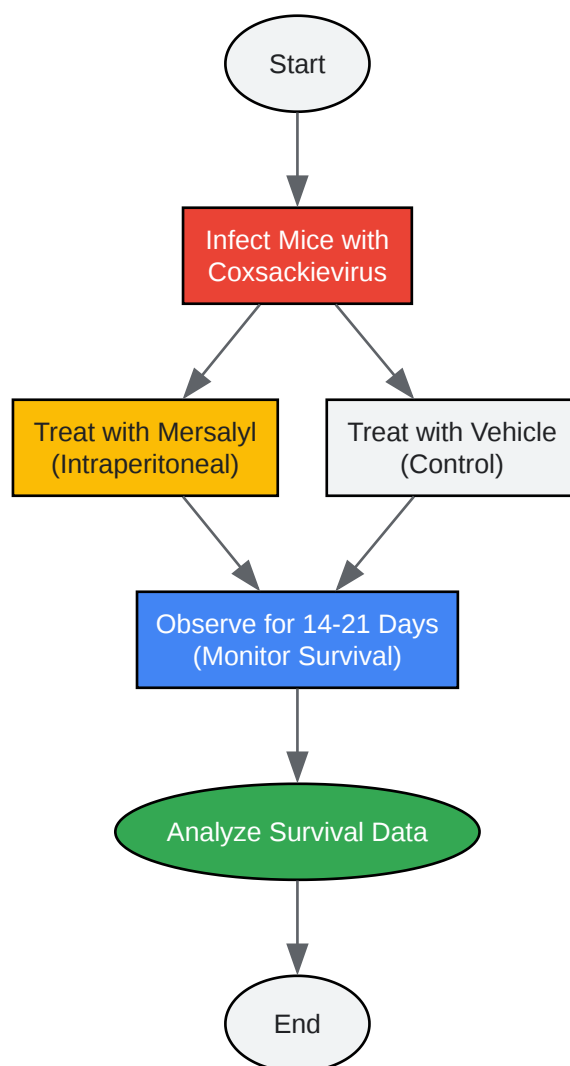 Start
Infect Mice with
Coxsackievirus
Treat with Mersalyl
(Intraperitoneal)
Treat with Vehicle
(Control)
Observe for 14-21 Days
(Monitor Survival)
Analyze Survival Data
End